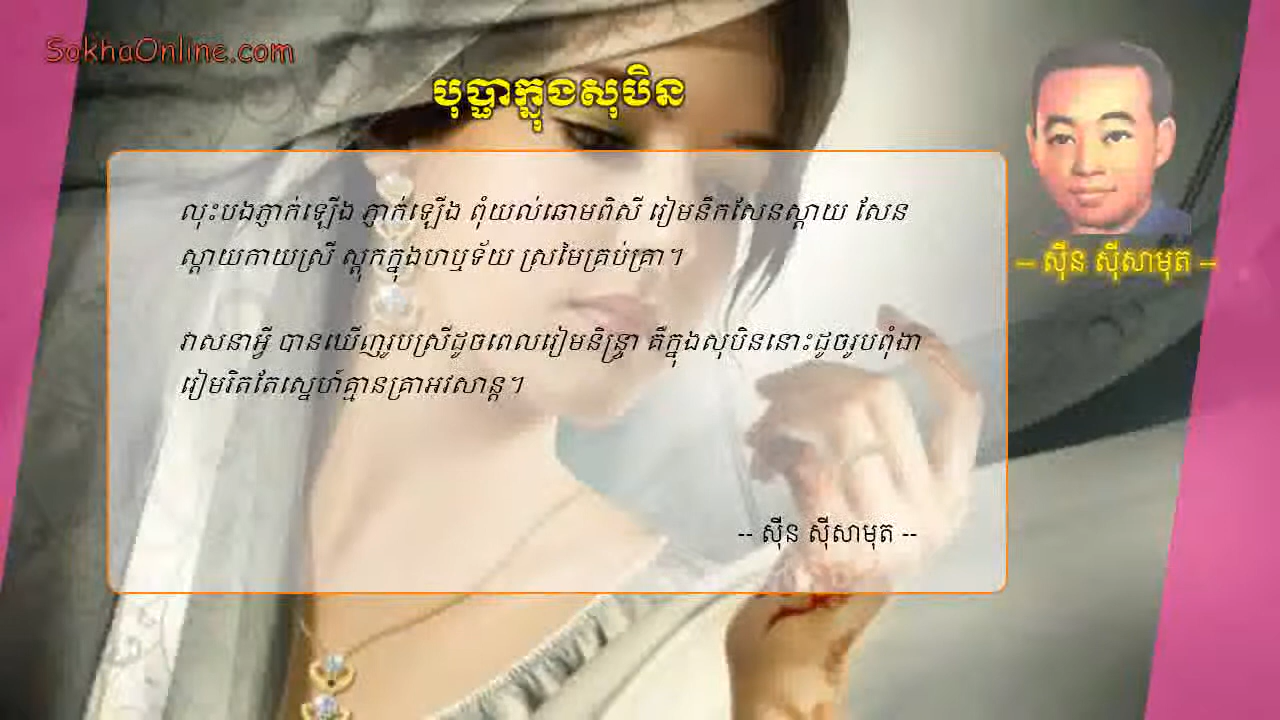 SokhaOnline.com
បុប្ផាក្នុងសុបិន
លុះបងភ្ញាក់ឡើង ភ្ញាក់ឡើង ពុំយល់ឆោមពិសី រៀមនឹកសែនស្ដាយ សែន
ស្ដាយកាយស្រី ស្ដុកក្នុងហឬទ័យ ស្រមៃគ្រប់គ្រា។
វាសនាអ្វី បានឃើញរូបស្រីដូចពេលរៀមនិន្ទ្រា គឺក្នុងសុបិននោះដូចរូបពុំងា
រៀមរិតតែស្នេហ៍គ្មានគ្រាអវសាន្ដ។
-- ស៊ីន ស៊ីសាមុត --
-- ស៊ីន ស៊ីសាមុត --